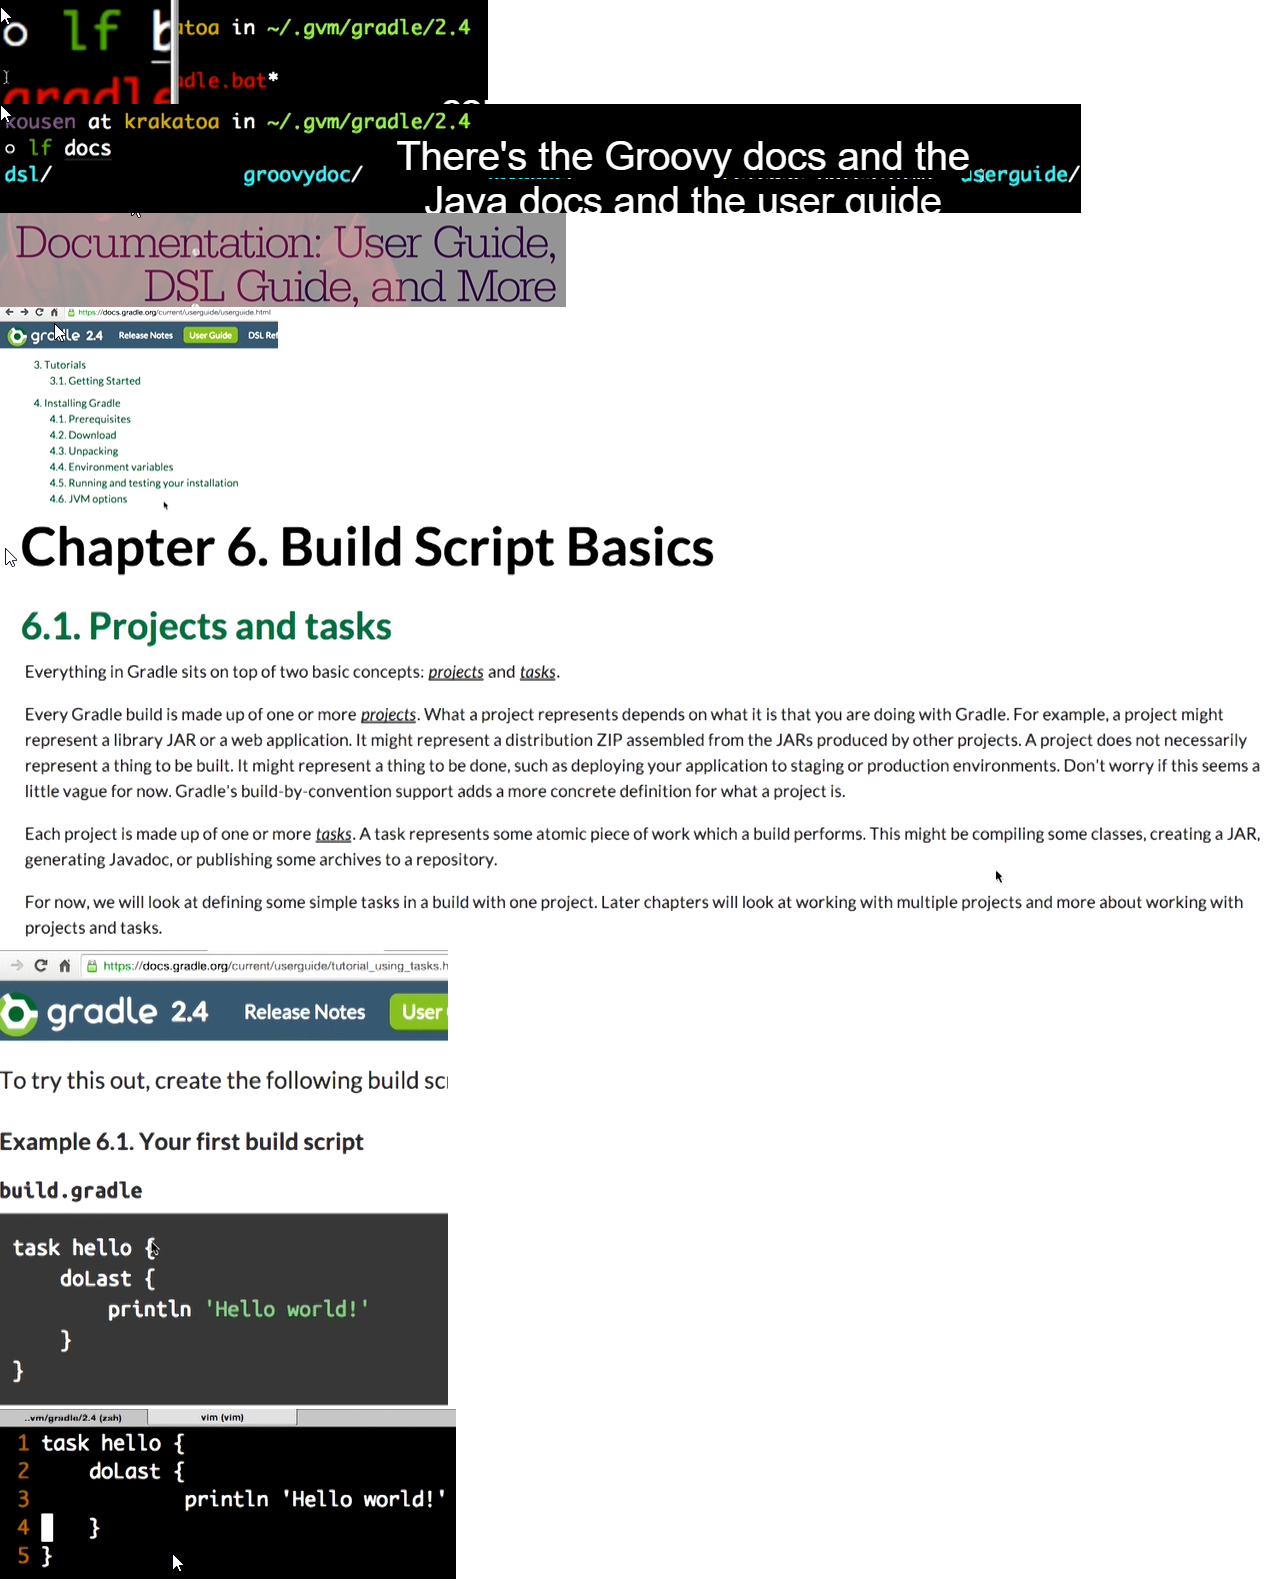 o lf b
toa in ~/.gvm/gradle/2.4
dle.bat*
gradle
kousen at krakatoa in ~/.gvm/gradle/2.4
o lf docs
dsl/ groovydoc/ userguide/
There's the Groovy docs and the
Java docs and the user guide
Documentation: User Guide,
DSL Guide, and More
https://docs.gradle.org/current/userguide/userguide.html
gradle 2.4 Release Notes User Guide DSL Ref
3. Tutorials
3.1. Getting Started
4. Installing Gradle
4.1. Prerequisites
4.2. Download
4.3. Unpacking
4.4. Environment variables
4.5. Running and testing your installation
4.6. JVM options
Chapter 6. Build Script Basics
6.1. Projects and tasks
Everything in Gradle sits on top of two basic concepts: projects and tasks.
Every Gradle build is made up of one or more projects. What a project represents depends on what it is that you are doing with Gradle. For example, a project might
represent a library JAR or a web application. It might represent a distribution ZIP assembled from the JARs produced by other projects. A project does not necessarily
represent a thing to be built. It might represent a thing to be done, such as deploying your application to staging or production environments. Don't worry if this seems a
little vague for now. Gradle's build-by-convention support adds a more concrete definition for what a project is.
Each project is made up of one or more tasks. A task represents some atomic piece of work which a build performs. This might be compiling some classes, creating a JAR,
generating Javadoc, or publishing some archives to a repository.
For now, we will look at defining some simple tasks in a build with one project. Later chapters will look at working with multiple projects and more about working with
projects and tasks.
https://docs.gradle.org/current/userguide/tutorial_using_tasks.h
gradle 2.4 Release Notes User
To try this out, create the following build scr
Example 6.1. Your first build script
build.gradle
task hello {
doLast {
println 'Hello world!'
}
}
..vm/gradle/2.4 (zsh) vim (vim)
1 task hello {
2 doLast {
3 println 'Hello world!'
4 }
5 }